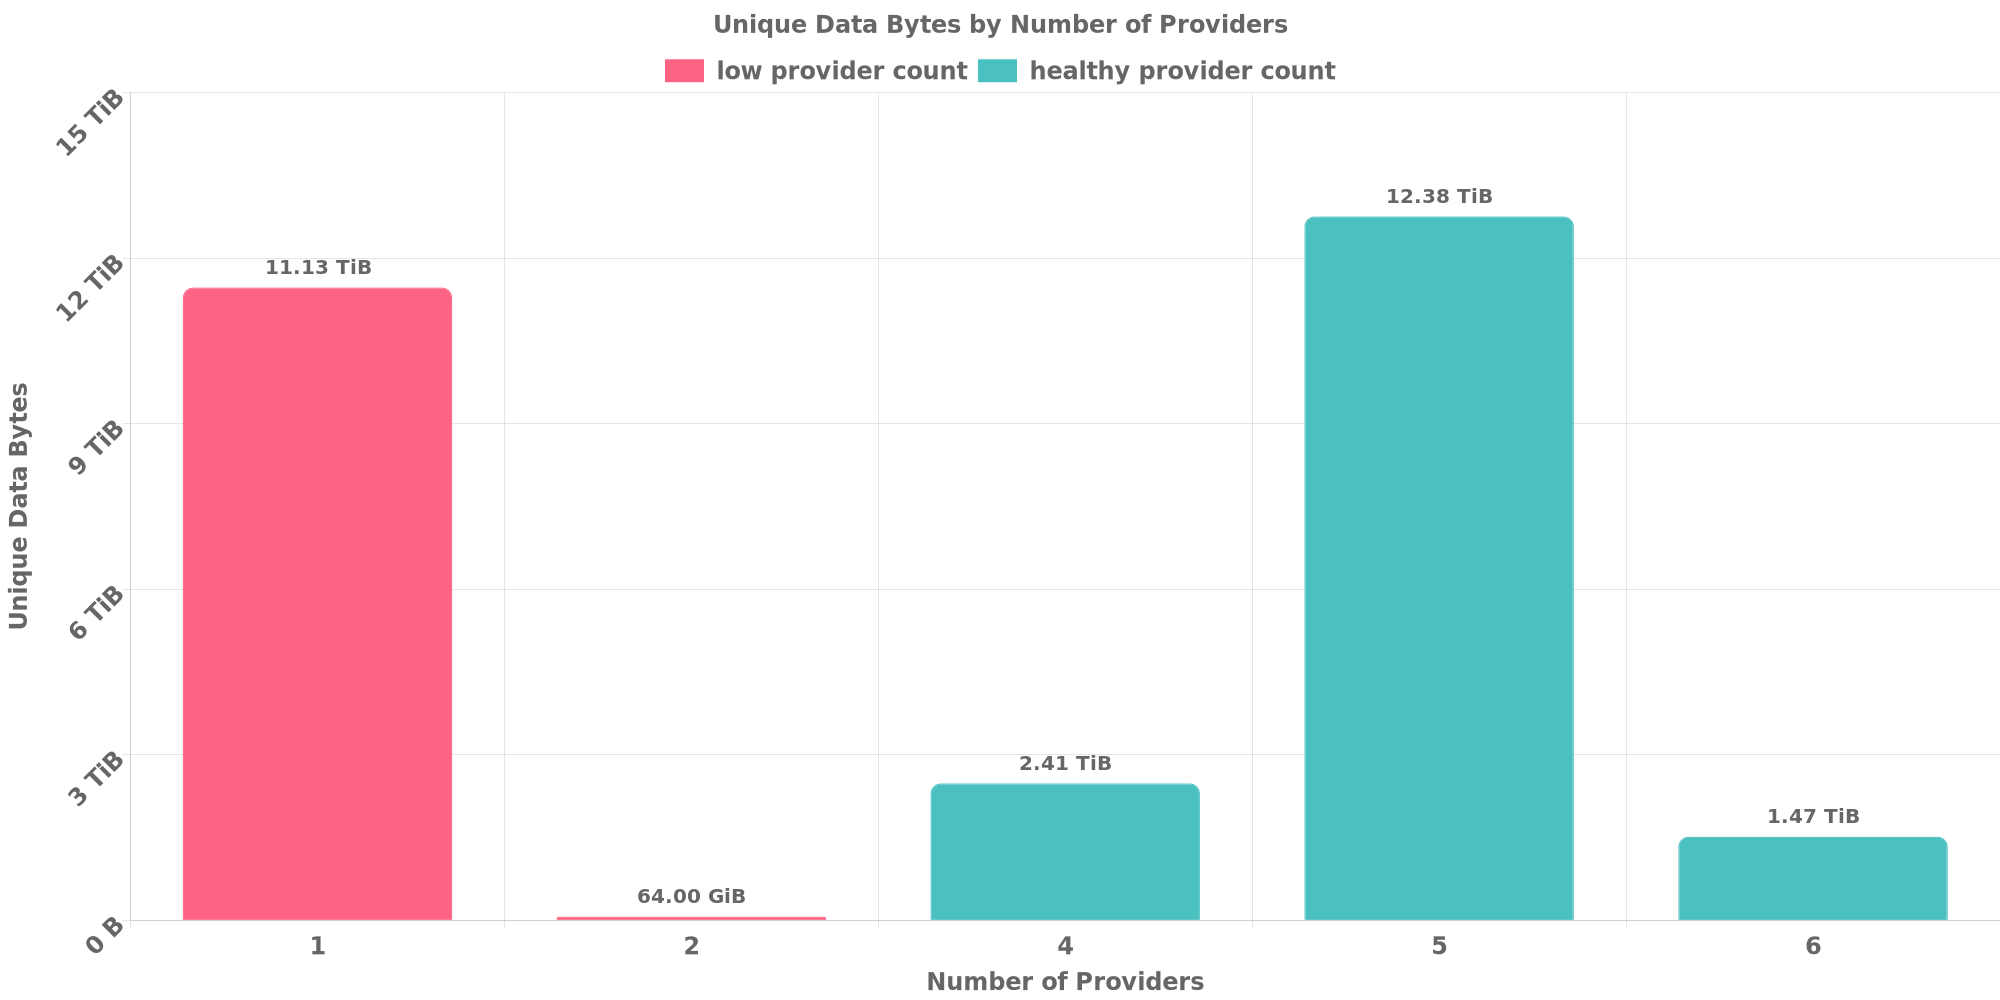 Unique Data Bytes by Number of Providers
low provider count healthy provider count
15 TiB
12 TiB
9 TiB
6 TiB
3 TiB
0 B
Unique Data Bytes
11.13 TiB
64.00 GiB
2.41 TiB
12.38 TiB
1.47 TiB
1 2 4 5 6
Number of Providers